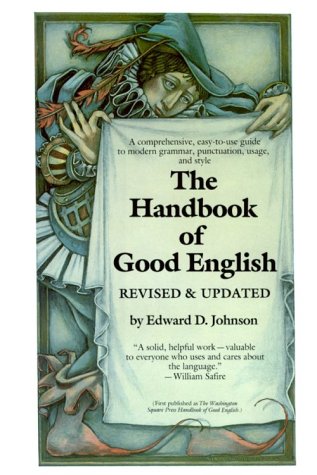 A comprehensive, easy-to-use guide
to modern grammar, punctuation, usage,
and style
The
Handbook
of
Good English
REVISED & UPDATED
by Edward D. Johnson
"A solid, helpful work—valuable
to everyone who uses and cares about
the language."
—William Safire
(First published as The Washington
Square Press Handbook of Good English.)